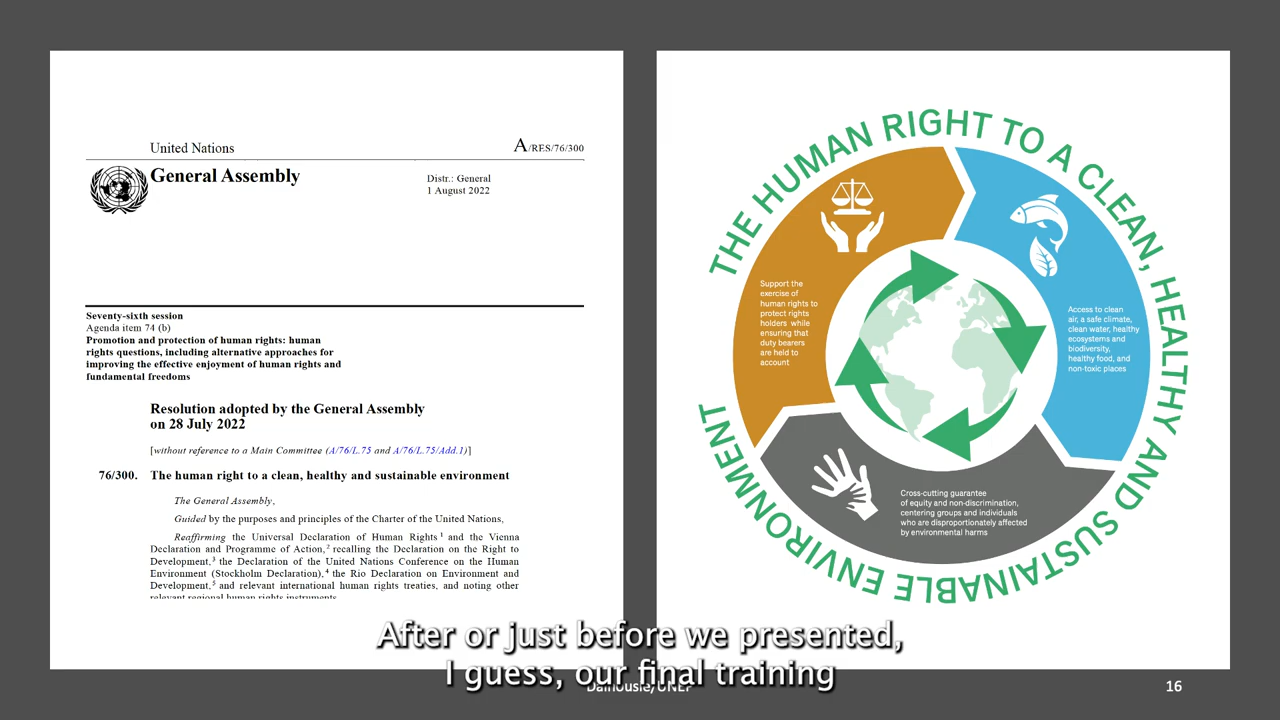 United Nations
A/RES/76/300
General Assembly
Distr.: General
1 August 2022
Seventy-sixth session
Agenda item 74 (b)
Promotion and protection of human rights: human
rights questions, including alternative approaches for
improving the effective enjoyment of human rights and
fundamental freedoms
Resolution adopted by the General Assembly
on 28 July 2022
[without reference to a Main Committee (A/76/L.75 and A/76/L.75/Add.1)]
76/300. The human right to a clean, healthy and sustainable environment
The General Assembly,
Guided by the purposes and principles of the Charter of the United Nations,
Reaffirming the Universal Declaration of Human Rights 1 and the Vienna
Declaration and Programme of Action,2 recalling the Declaration on the Right to
Development,3 the Declaration of the United Nations Conference on the Human
Environment (Stockholm Declaration),4 the Rio Declaration on Environment and
Development,5 and relevant international human rights treaties, and noting other
relevant regional human rights instruments
THE HUMAN RIGHT TO A CLEAN, HEALTHY AND SUSTAINABLE ENVIRONMENT
Support the
exercise of
human rights to
protect rights
holders while
ensuring that
duty bearers
are held to
account
Access to clean
air, a safe climate,
clean water, healthy
ecosystems and
biodiversity,
healthy food, and
non-toxic places
Cross-cutting guarantee
of equity and non-discrimination,
centering groups and individuals
who are disproportionately affected
by environmental harms
After or just before we presented,
I guess, our final training
Dalhousie/UNEP
16